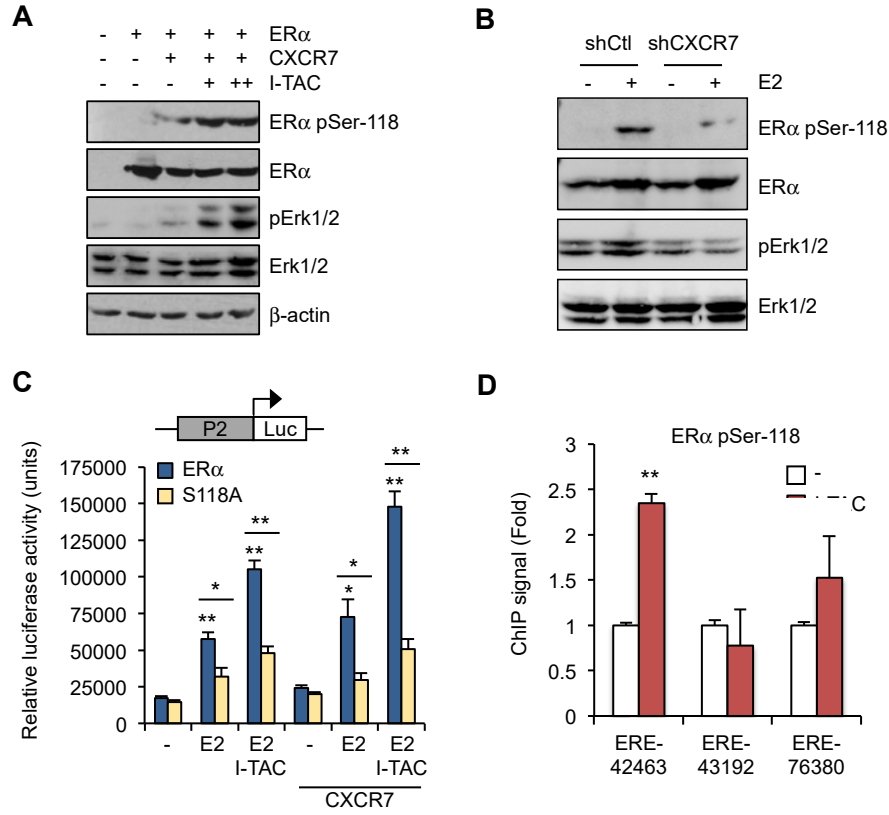 A
- + + + + ERα
- - + + + CXCR7
- - - + ++ I-TAC
ERα pSer-118
ERα
pErk1/2
Erk1/2
β-actin
B
shCtl shCXCR7
- + - + E2
ERα pSer-118
ERα
pErk1/2
Erk1/2
C
P2 Luc
Relative luciferase activity (units)
175000
150000
125000
100000
75000
50000
25000
0
ERα
S118A
**
*
**
**
*
*
**
**
- E2 E2 - E2 E2
I-TAC I-TAC
CXCR7
D
ERα pSer-118
ChIP signal (Fold)
3
2.5
2
1.5
1
0.5
0
-
C
**
ERE- ERE- ERE-
42463 43192 76380